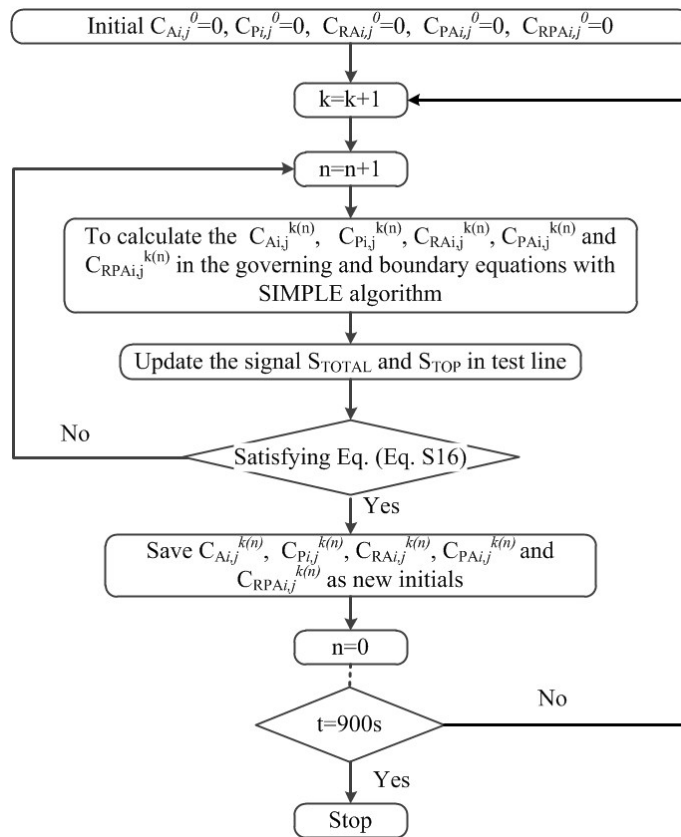 Initial C_{Ai,j}^0=0, C_{Pi,j}^0=0, C_{RAi,j}^0=0, C_{PAi,j}^0=0, C_{RPAi,j}^0=0
k=k+1
n=n+1
To calculate the C_{Ai,j}^{k(n)}, C_{Pi,j}^{k(n)}, C_{RAi,j}^{k(n)}, C_{PAi,j}^{k(n)} and
C_{RPAi,j}^{k(n)} in the governing and boundary equations with
SIMPLE algorithm
Update the signal S_{TOTAL} and S_{TOP} in test line
No
Satisfying Eq. (Eq. S16)
Yes
Save C_{Ai,j}^{k(n)}, C_{Pi,j}^{k(n)}, C_{RAi,j}^{k(n)}, C_{PAi,j}^{k(n)} and
C_{RPAi,j}^{k(n)} as new initials
n=0
No
t=900s
Yes
Stop